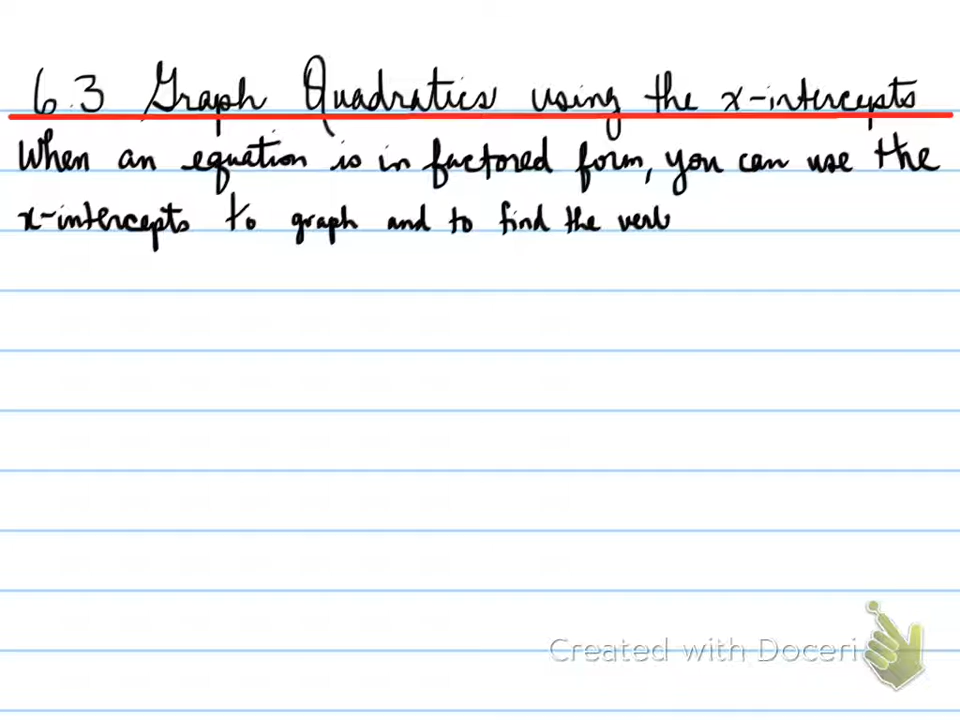 6.3 Graph Quadratics using the x-intercepts
When an equation is in factored form, you can use the
x-intercepts to graph and to find the verb
Created with Doceri